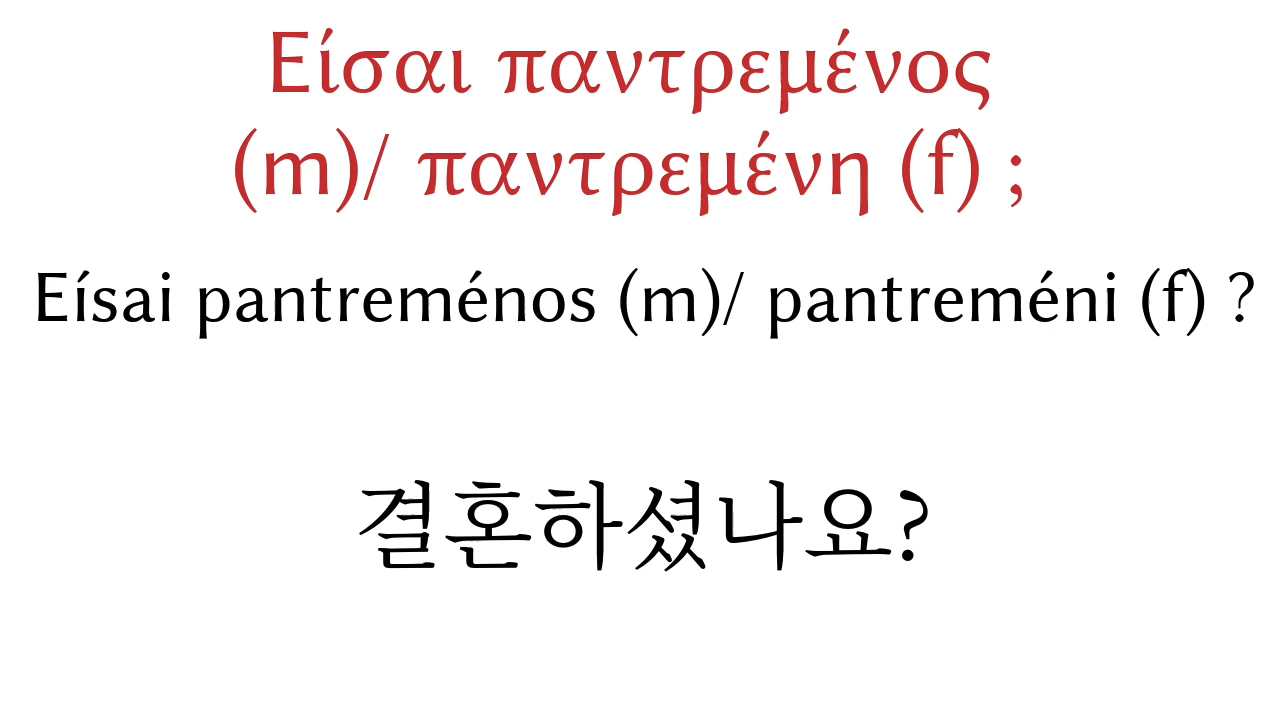 Είσαι παντρεμένος
(m)/ παντρεμένη (f) ;
Eísai pantreménos (m)/ pantreméni (f) ?
결혼하셨나요?